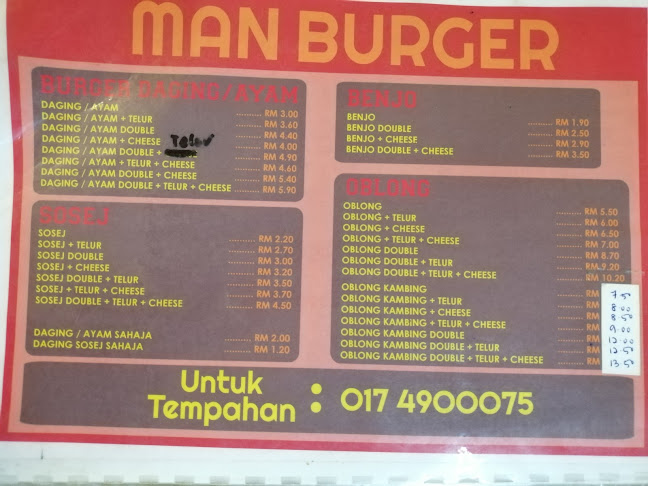 MAN BURGER
BURGER DAGING/AYAM
DAGING / AYAM .......... RM 3.00
DAGING / AYAM + TELUR .......... RM 3.60
DAGING / AYAM DOUBLE .......... RM 4.40
DAGING / AYAM + CHEESE .......... RM 4.00
DAGING / AYAM DOUBLE + Telur .......... RM 4.90
DAGING / AYAM + TELUR + CHEESE .......... RM 4.60
DAGING / AYAM DOUBLE + CHEESE .......... RM 5.40
DAGING / AYAM DOUBLE + TELUR + CHEESE .......... RM 5.90
SOSEJ
SOSEJ .......... RM 2.20
SOSEJ + TELUR .......... RM 2.70
SOSEJ DOUBLE .......... RM 3.00
SOSEJ + CHEESE .......... RM 3.20
SOSEJ DOUBLE + TELUR .......... RM 3.50
SOSEJ + TELUR + CHEESE .......... RM 3.70
SOSEJ DOUBLE + TELUR + CHEESE .......... RM 4.50
DAGING / AYAM SAHAJA .......... RM 2.00
DAGING SOSEJ SAHAJA .......... RM 1.20
BENJO
BENJO .......... RM 1.90
BENJO DOUBLE .......... RM 2.50
BENJO + CHEESE .......... RM 2.90
BENJO DOUBLE + CHEESE .......... RM 3.50
OBLONG
OBLONG .......... RM 5.50
OBLONG + TELUR .......... RM 6.00
OBLONG + CHEESE .......... RM 6.50
OBLONG + TELUR + CHEESE .......... RM 7.00
OBLONG DOUBLE .......... RM 8.70
OBLONG DOUBLE + TELUR .......... RM 9.20
OBLONG DOUBLE + TELUR + CHEESE .......... RM 10.20
OBLONG KAMBING .......... RM 7.50
OBLONG KAMBING + TELUR .......... RM 8.00
OBLONG KAMBING + CHEESE .......... RM 8.50
OBLONG KAMBING + TELUR + CHEESE .......... RM 9.00
OBLONG KAMBING DOUBLE .......... RM 12.00
OBLONG KAMBING DOUBLE + TELUR .......... RM 12.50
OBLONG KAMBING DOUBLE + TELUR + CHEESE .......... RM 13.50
Untuk Tempahan : 017 4900075